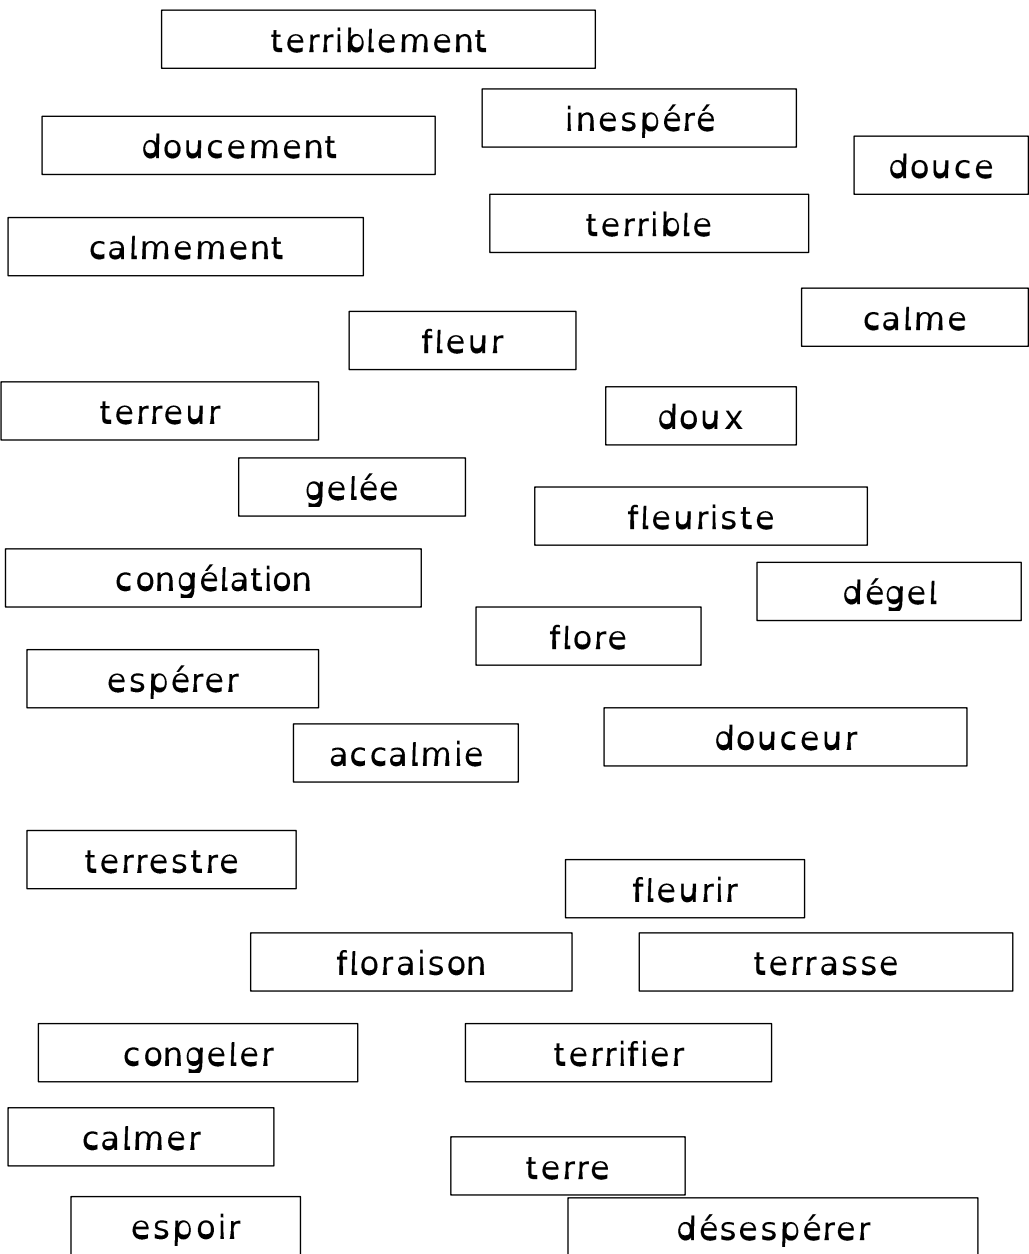 terriblement
inespéré
doucement
douce
terrible
calmement
calme
fleur
terreur
doux
gelée
fleuriste
congélation
dégel
flore
espérer
douceur
accalmie
terrestre
fleurir
floraison
terrasse
congeler
terrifier
calmer
terre
espoir
désespérer